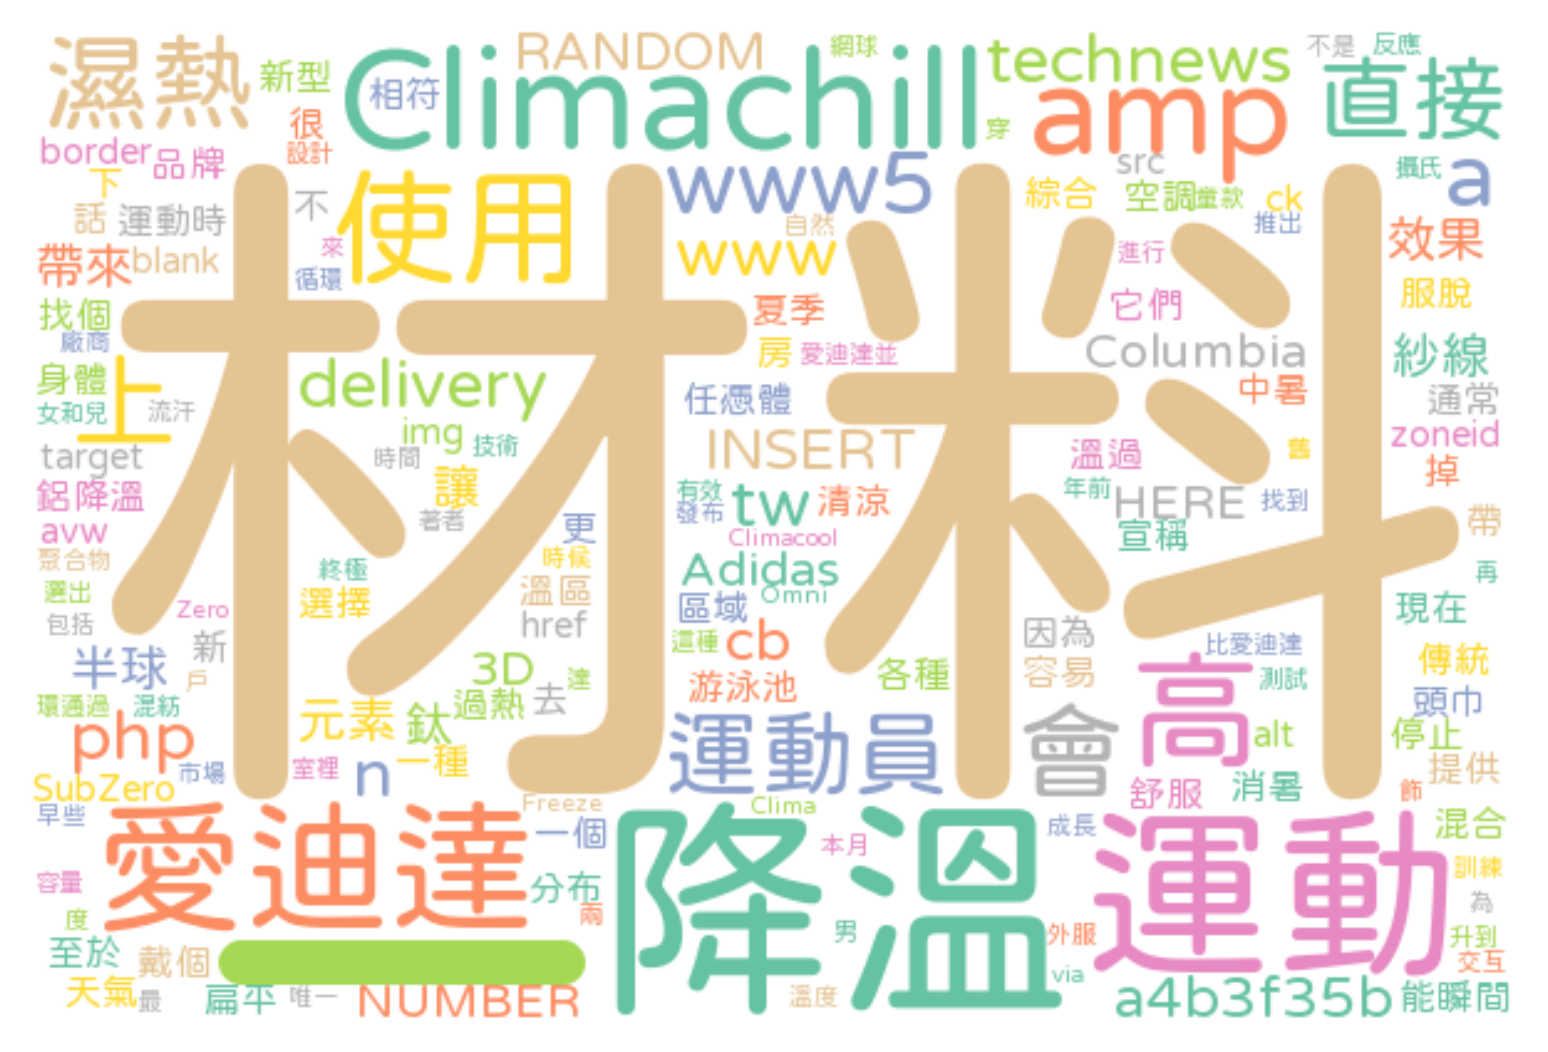 濕熱
新型
Climachill
相符
RANDOM
網球
technews
不是
反應
直接
很
設計
穿
amp
border
品牌
src
攝氏
a
下
不
使用
www5
自然
綜合
空調
童款
ck
推出
話
運動時
來
www
進行
效果
帶來
blank
循環
夏季
它們
服脫
找個
廠商
房
愛迪達並
Columbia
紗線
材料
身體
上
delivery
任憑體
中暑
通常
女和兒
流汗
img
技術
INSERT
溫過
舊
zoneid
target
時間
讓
有效
tw
清涼
年前
HERE
找到
掉
鋁降溫
著者
更
發布
宣稱
帶
avw
Climacool
聚合物
終極
時候
Adidas
再
選出
選擇
溫區
Omni
區域
現在
包括
Zero
href
這種
cb
因為
比愛迪達
新
半球
戶
3D
達
游泳池
各種
容易
高
測試
傳統
環通過
混紡
元素
鈦
過熱
去
運動員
會
頭巾
php
alt
停止
SubZero
市場
室裡
n
一種
舒服
消暑
提供
飾
早些
愛迪達
Freeze
一個
Clima
降溫
成長
運動
混合
本月
容量
分布
兩
訓練
度
男
外服
為
至於
戴個
升到
交互
天氣
最
扁平
唯一
NUMBER
溫度
via
a4b3f35b
能瞬間